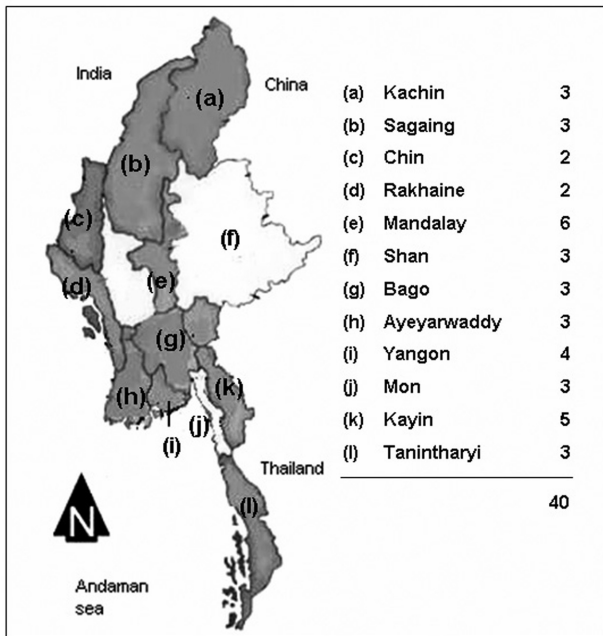 India
China
(a)
(b)
(c)
(d)
(e)
(f)
(g)
(h)
(i)
(j)
(k)
(l)
Thailand
N
Andaman
sea
(a) Kachin 3
(b) Sagaing 3
(c) Chin 2
(d) Rakhaine 2
(e) Mandalay 6
(f) Shan 3
(g) Bago 3
(h) Ayeyarwaddy 3
(i) Yangon 4
(j) Mon 3
(k) Kayin 5
(l) Tanintharyi 3
40